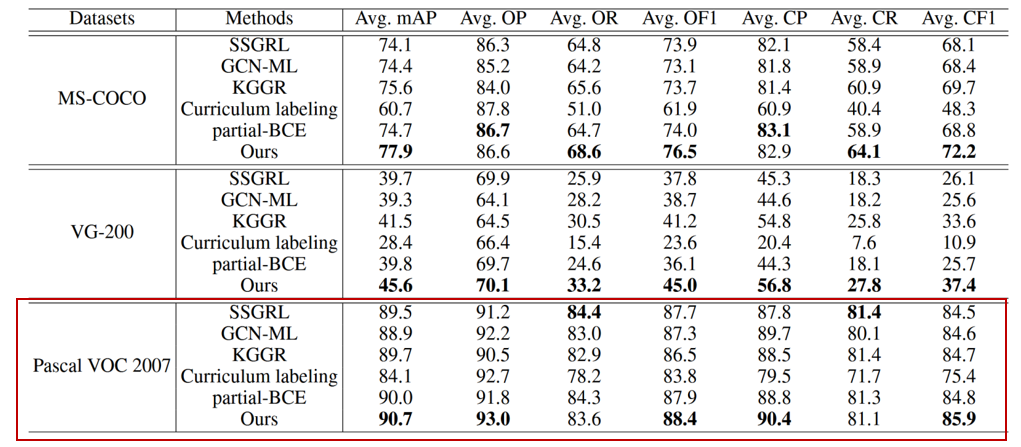 Datasets Methods Avg. mAP Avg. OP Avg. OR Avg. OF1 Avg. CP Avg. CR Avg. CF1
SSGRL 74.1 86.3 64.8 73.9 82.1 58.4 68.1
GCN-ML 74.4 85.2 64.2 73.1 81.8 58.9 68.4
KGGR 75.6 84.0 65.6 73.7 81.4 60.9 69.7
MS-COCO
Curriculum labeling 60.7 87.8 51.0 61.9 60.9 40.4 48.3
partial-BCE 74.7 86.7 64.7 74.0 83.1 58.9 68.8
Ours 77.9 86.6 68.6 76.5 82.9 64.1 72.2
SSGRL 39.7 69.9 25.9 37.8 45.3 18.3 26.1
GCN-ML 39.3 64.1 28.2 38.7 44.6 18.2 25.6
KGGR 41.5 64.5 30.5 41.2 54.8 25.8 33.6
VG-200
Curriculum labeling 28.4 66.4 15.4 23.6 20.4 7.6 10.9
partial-BCE 39.8 69.7 24.6 36.1 44.3 18.1 25.7
Ours 45.6 70.1 33.2 45.0 56.8 27.8 37.4
SSGRL 89.5 91.2 84.4 87.7 87.8 81.4 84.5
GCN-ML 88.9 92.2 83.0 87.3 89.7 80.1 84.6
KGGR 89.7 90.5 82.9 86.5 88.5 81.4 84.7
Pascal VOC 2007
Curriculum labeling 84.1 92.7 78.2 83.8 79.5 71.7 75.4
partial-BCE 90.0 91.8 84.3 87.9 88.8 81.3 84.8
Ours 90.7 93.0 83.6 88.4 90.4 81.1 85.9